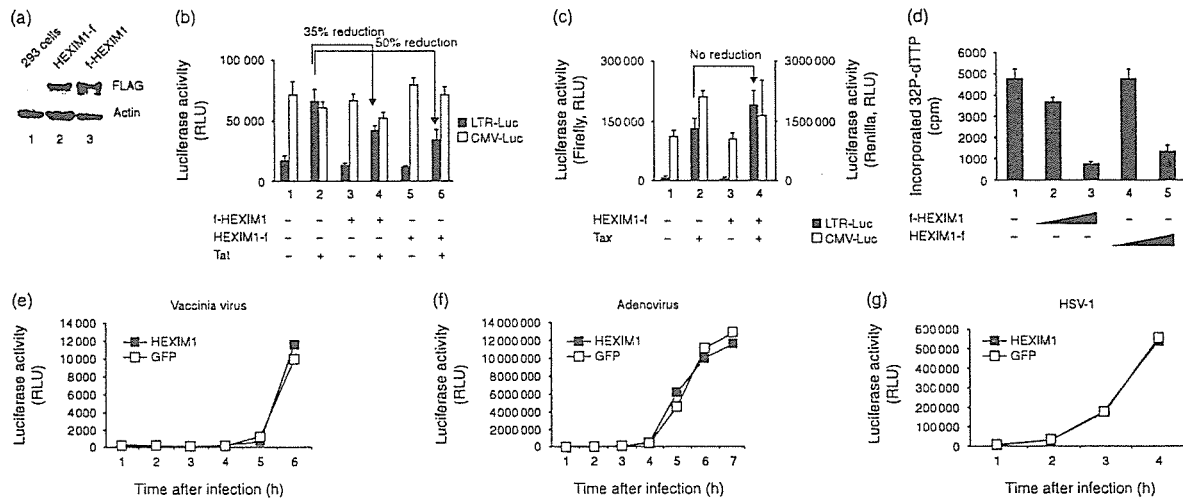 (a)
293 cells
HEXIM1-f
f-HEXIM1
FLAG
Actin
1 2 3
(b)
35% reduction
50% reduction
Luciferase activity
(RLU)
100 000
50 000
0
LTR-Luc
CMV-Luc
1 2 3 4 5 6
f-HEXIM1 – – + + – –
HEXIM1-f – – – – + +
Tat – + – + – +
(c)
No reduction
Luciferase activity
(Firefly, RLU)
300 000
150 000
0
3000 000
1500 000
0
Luciferase activity
(Renilla, RLU)
1 2 3 4
HEXIM1-f – – + +
Tax – + – +
LTR-Luc
CMV-Luc
(d)
Incorporated 32P-dTTP
(cpm)
6000
5000
4000
3000
2000
1000
0
1 2 3 4 5
f-HEXIM1 – – –
HEXIM1-f – – –
(e)
Vaccinia virus
Luciferase activity
(RLU)
14 000
12 000
10 000
8000
6000
4000
2000
0
HEXIM1
GFP
1 2 3 4 5 6
Time after infection (h)
(f)
Adenovirus
Luciferase activity
(RLU)
14 000 000
12 000 000
10 000 000
8000 000
6000 000
4000 000
2000 000
0
HEXIM1
GFP
1 2 3 4 5 6 7
Time after infection (h)
(g)
HSV-1
Luciferase activity
(RLU)
600 000
500 000
400 000
300 000
200 000
100 000
0
HEXIM1
GFP
1 2 3 4
Time after infection (h)